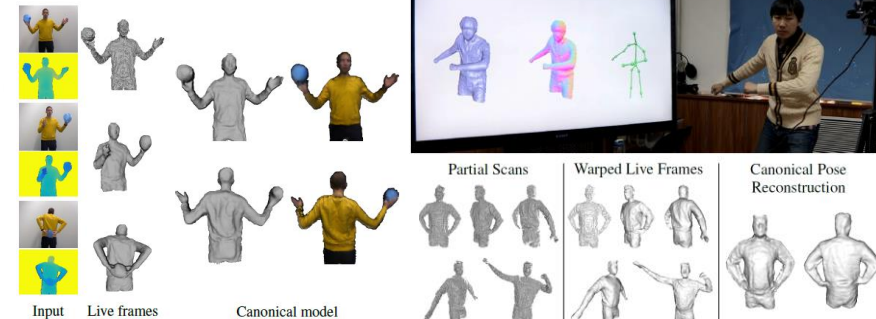 Input
Live frames
Canonical model
Partial Scans
Warped Live Frames
Canonical Pose
Reconstruction